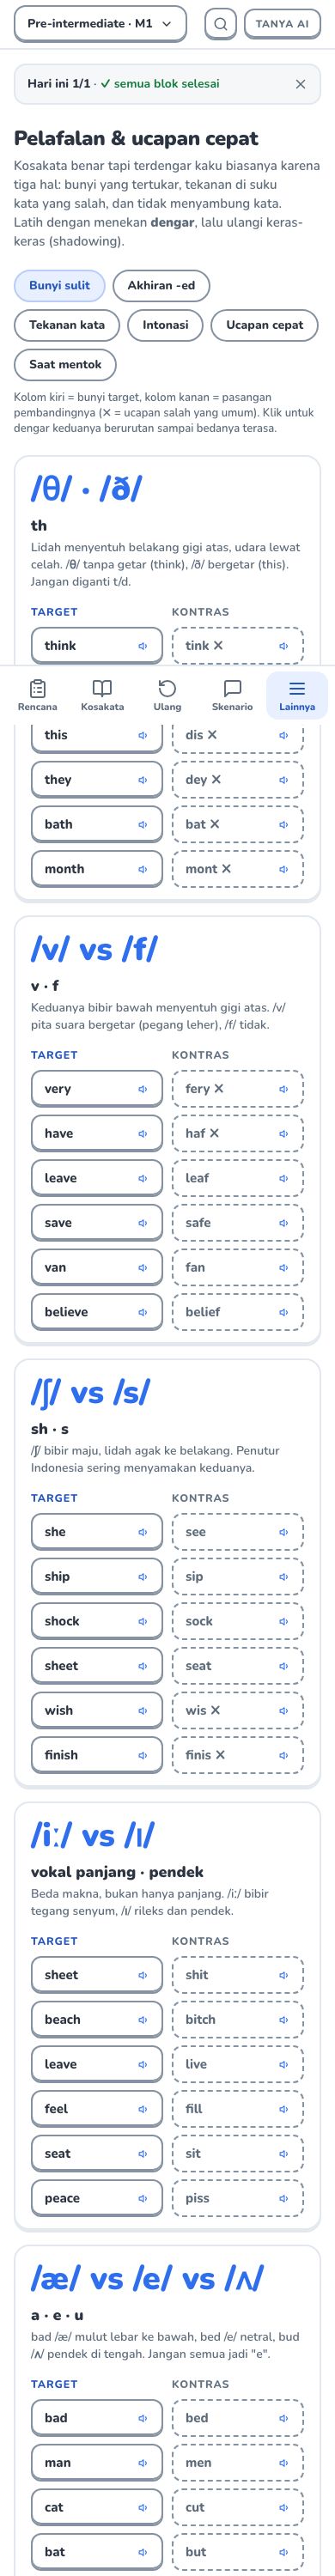 Pre-intermediate · M1
TANYA AI
Hari ini 1/1 · ✓ semua blok selesai
Pelafalan & ucapan cepat
Kosakata benar tapi terdengar kaku biasanya karena
tiga hal: bunyi yang tertukar, tekanan di suku
kata yang salah, dan tidak menyambung kata.
Latih dengan menekan dengar, lalu ulangi keras-
keras (shadowing).
Bunyi sulit
Akhiran -ed
Tekanan kata
Intonasi
Ucapan cepat
Saat mentok
Kolom kiri = bunyi target, kolom kanan = pasangan
pembandingnya (✕ = ucapan salah yang umum). Klik untuk
dengar keduanya berurutan sampai bedanya terasa.
/θ/ · /ð/
th
Lidah menyentuh belakang gigi atas, udara lewat
celah. /θ/ tanpa getar (think), /ð/ bergetar (this).
Jangan diganti t/d.
TARGET KONTRAS
think tink ✕
Rencana Kosakata Ulang Skenario Lainnya
this dis ✕
they dey ✕
bath bat ✕
month mont ✕
/v/ vs /f/
v · f
Keduanya bibir bawah menyentuh gigi atas. /v/
pita suara bergetar (pegang leher), /f/ tidak.
TARGET KONTRAS
very fery ✕
have haf ✕
leave leaf
save safe
van fan
believe belief
/ʃ/ vs /s/
sh · s
/ʃ/ bibir maju, lidah agak ke belakang. Penutur
Indonesia sering menyamakan keduanya.
TARGET KONTRAS
she see
ship sip
shock sock
sheet seat
wish wis ✕
finish finis ✕
/iː/ vs /ɪ/
vokal panjang · pendek
Beda makna, bukan hanya panjang. /iː/ bibir
tegang senyum, /ɪ/ rileks dan pendek.
TARGET KONTRAS
sheet shit
beach bitch
leave live
feel fill
seat sit
peace piss
/æ/ vs /e/ vs /ʌ/
a · e · u
bad /æ/ mulut lebar ke bawah, bed /e/ netral, bud
/ʌ/ pendek di tengah. Jangan semua jadi "e".
TARGET KONTRAS
bad bed
man men
cat cut
bat but